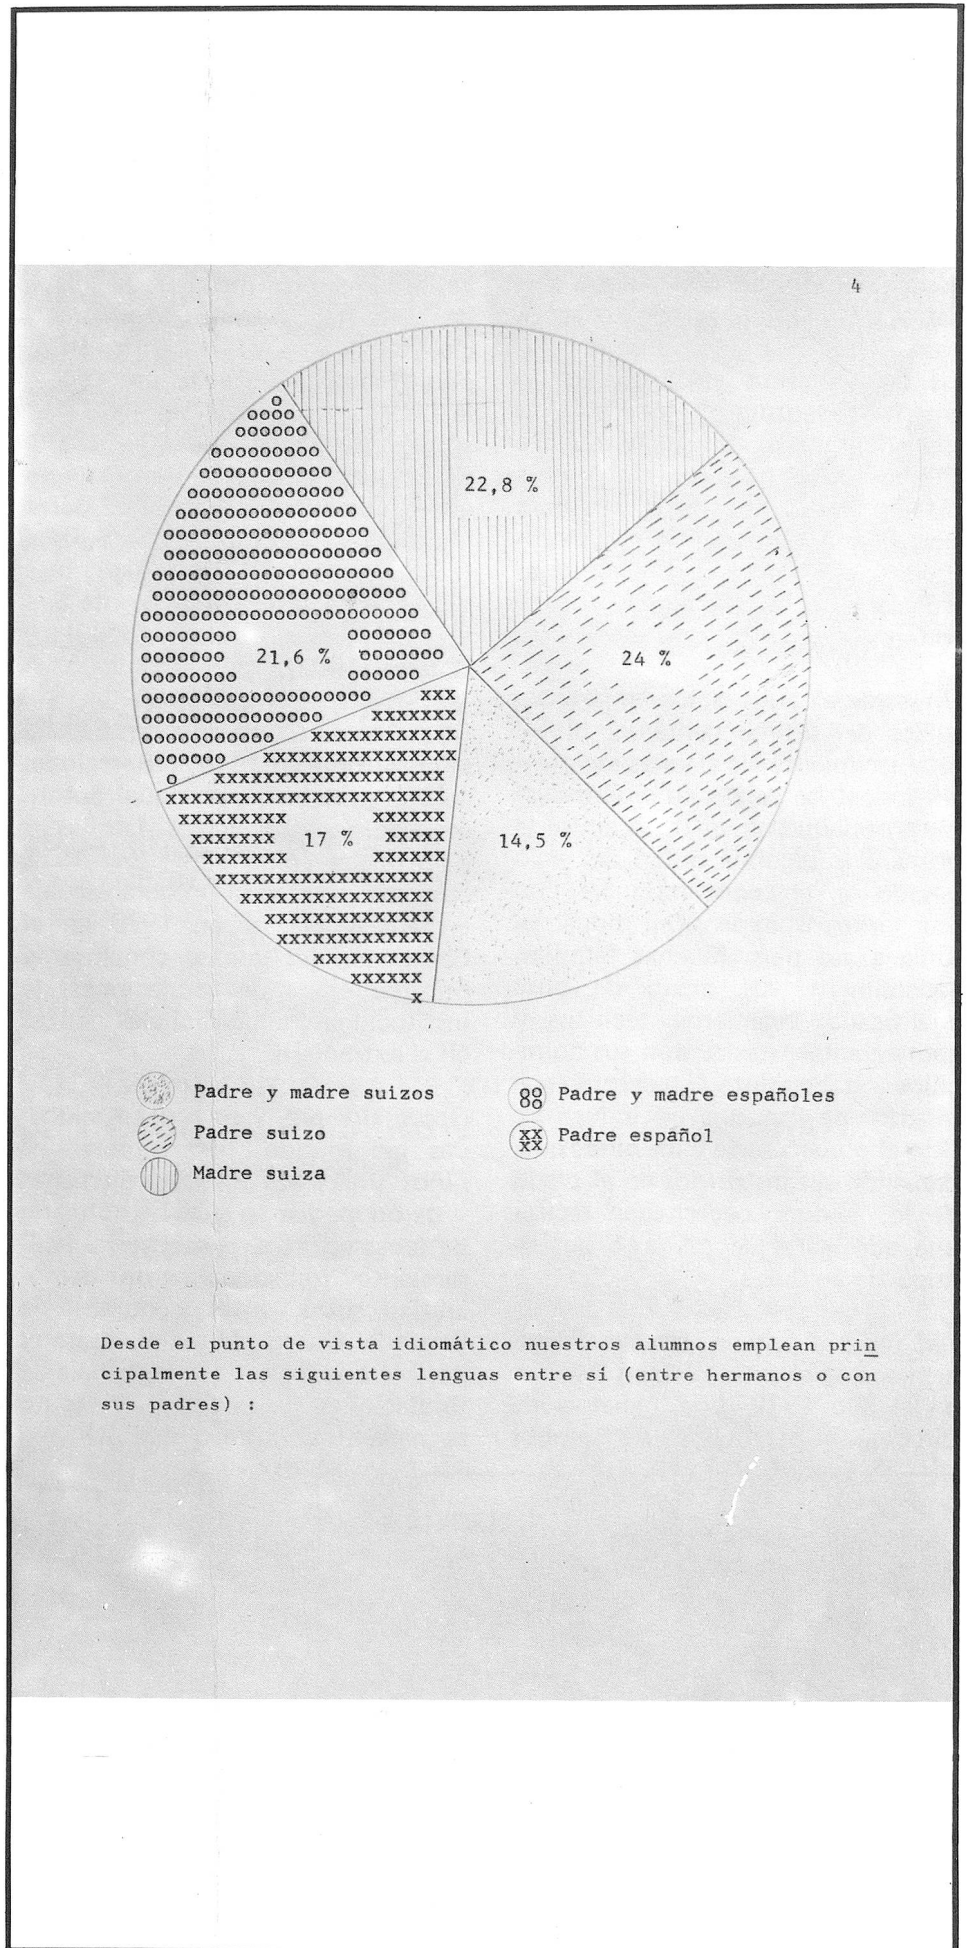 4
22,8 %
24 %
21,6 %
17 %
14,5 %
Padre y madre suizos
Padre suizo
Madre suiza
Padre y madre españoles
Padre español
Desde el punto de vista idiomático nuestros alumnos emplean prin
cipalmente las siguientes lenguas entre sí (entre hermanos o con
sus padres) :